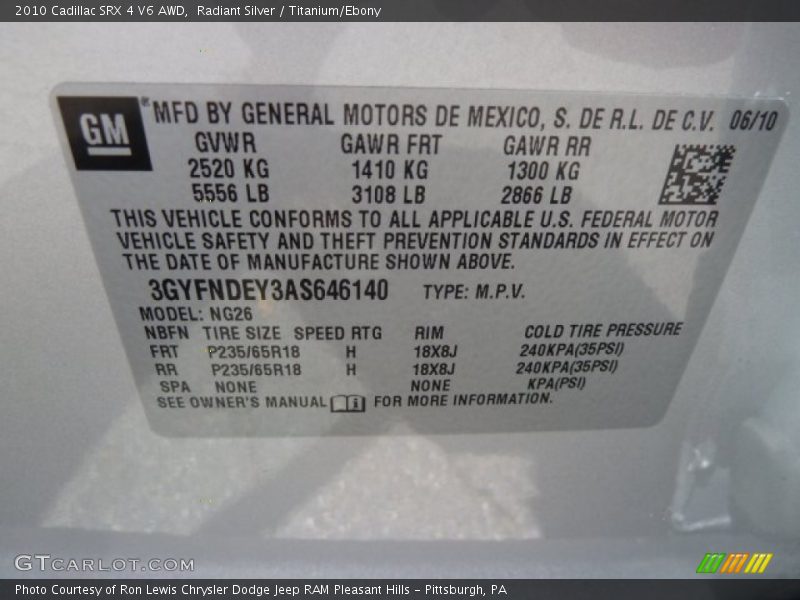 2010 Cadillac SRX 4 V6 AWD,  Radiant Silver / Titanium/Ebony
GM® MFD BY GENERAL MOTORS DE MEXICO, S. DE R.L. DE C.V. 06/10
GVWR GAWR FRT GAWR RR
2520 KG 1410 KG 1300 KG
5556 LB 3108 LB 2866 LB
THIS VEHICLE CONFORMS TO ALL APPLICABLE U.S. FEDERAL MOTOR
VEHICLE SAFETY AND THEFT PREVENTION STANDARDS IN EFFECT ON
THE DATE OF MANUFACTURE SHOWN ABOVE.
3GYFNDEY3AS646140 TYPE: M.P.V.
MODEL: NG26
NBFN TIRE SIZE SPEED RTG RIM COLD TIRE PRESSURE
FRT P235/65R18 H 18X8J 240KPA(35PSI)
RR P235/65R18 H 18X8J 240KPA(35PSI)
SPA NONE NONE KPA(PSI)
SEE OWNER'S MANUAL FOR MORE INFORMATION.
GTCARLOT.COM
Photo Courtesy of Ron Lewis Chrysler Dodge Jeep RAM Pleasant Hills – Pittsburgh, PA